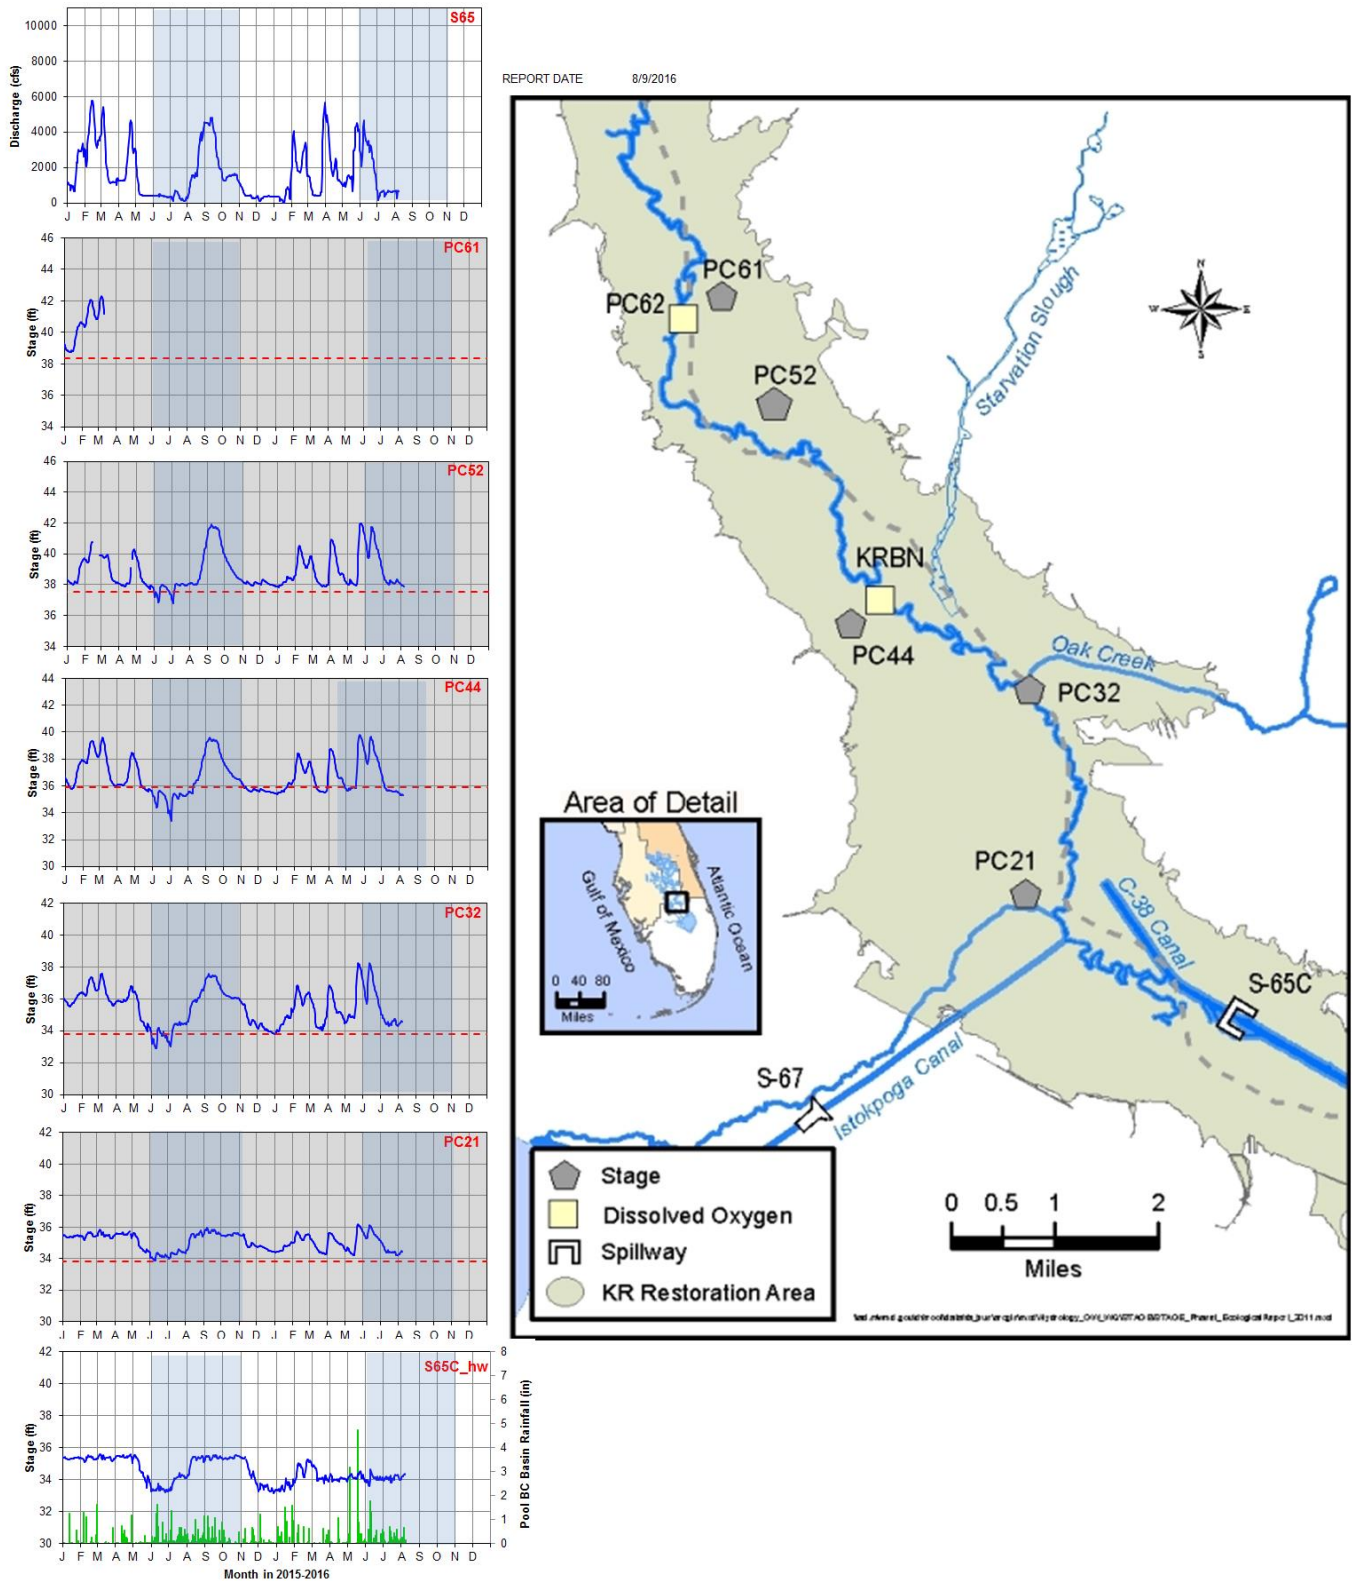 S65
10000
8000
6000
4000
2000
0
Discharge (cfs)
J F M A M J J A S O N D J F M A M J J A S O N D
PC61
46
44
42
40
38
36
34
Stage (ft)
J F M A M J J A S O N D J F M A M J J A S O N D
PC52
46
44
42
40
38
36
34
Stage (ft)
J F M A M J J A S O N D J F M A M J J A S O N D
PC44
44
42
40
38
36
34
32
30
Stage (ft)
J F M A M J J A S O N D J F M A M J J A S O N D
PC32
42
40
38
36
34
32
30
Stage (ft)
J F M A M J J A S O N D J F M A M J J A S O N D
PC21
42
40
38
36
34
32
30
Stage (ft)
J F M A M J J A S O N D J F M A M J J A S O N D
S65C_hw
42
40
38
36
34
32
30
Stage (ft)
8
7
6
5
4
3
2
1
0
Pool BC Basin Rainfall (in)
J F M A M J J A S O N D J F M A M J J A S O N D
Month in 2015-2016
REPORT DATE 8/9/2016
PC61
PC62
PC52
Starvation Slough
N
W E
S
KRBN
PC44
Oak Creek
PC32
PC21
C-38 Canal
S-65C
S-67
Istokpoga Canal
Area of Detail
Gulf of Mexico
Atlantic Ocean
0 40 80
Miles
Stage
Dissolved Oxygen
Spillway
KR Restoration Area
0 0.5 1 2
Miles